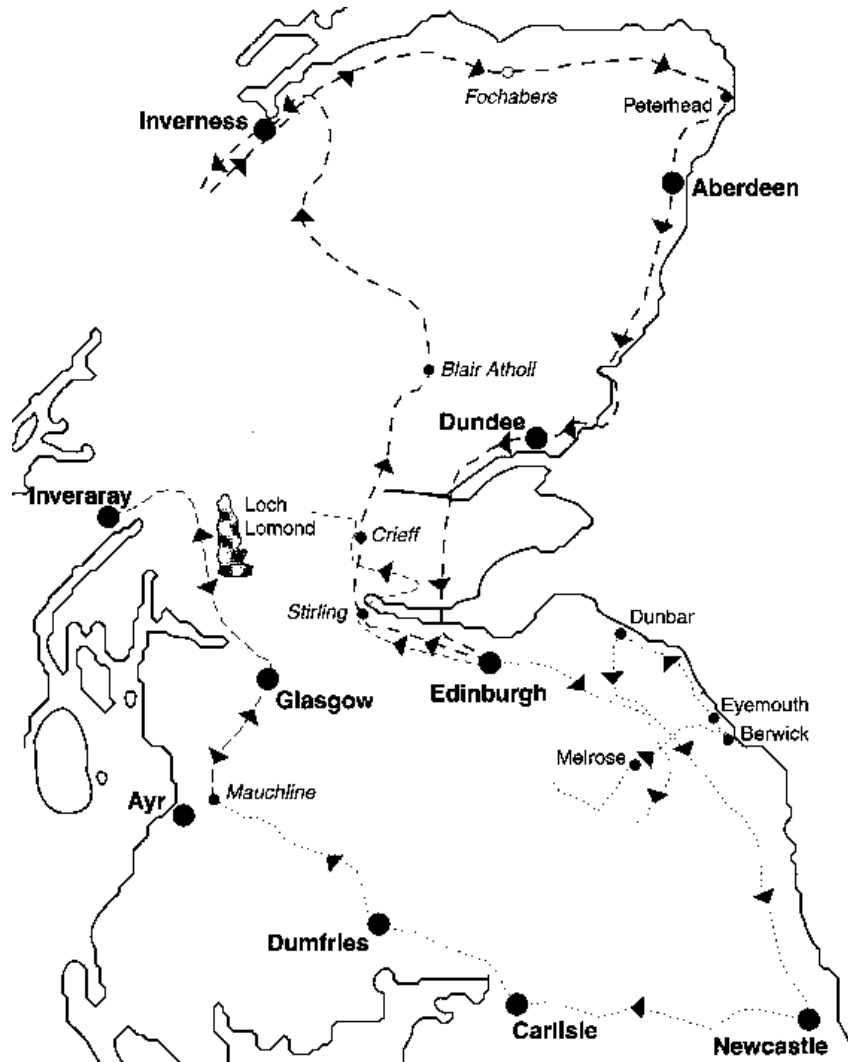 Fochabers
Peterhead
Inverness
Aberdeen
Blair Atholl
Dundee
Inveraray
Loch
Lomond
Crieff
Stirling
Dunbar
Edinburgh
Glasgow
Eyemouth
Berwick
Melrose
Mauchline
Ayr
Dumfries
Carlisle
Newcastle